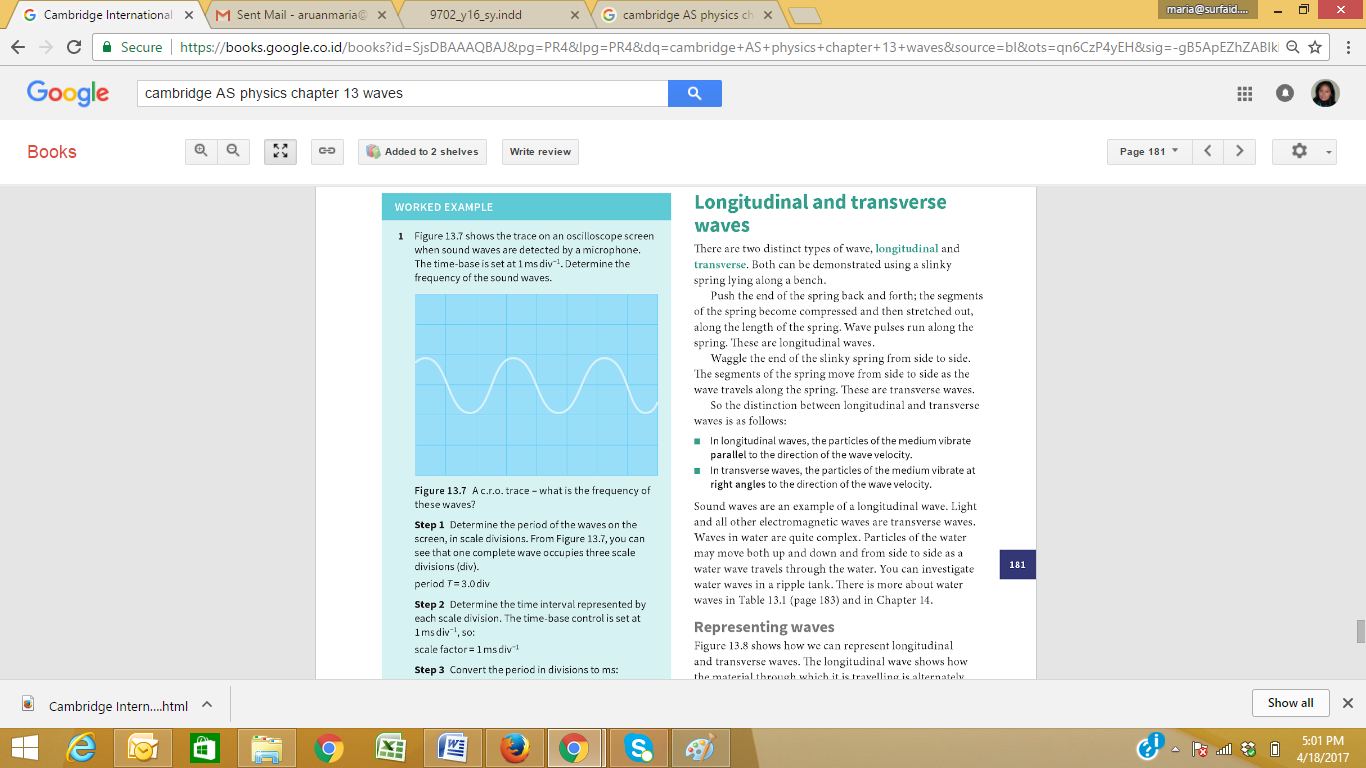 Cambridge International
Sent Mail - aruanmaria@
9702_y16_sy.indd
cambridge AS physics ch
maria@surfaid....
Secure
https://books.google.co.id/books?id=SjsDBAAAQBAJ&pg=PR4&lpg=PR4&dq=cambridge+AS+physics+chapter+13+waves&source=bl&ots=qn6CzP4yEH&sig=-gB5ApEZhZABIkl
Google
cambridge AS physics chapter 13 waves
Books
Added to 2 shelves
Write review
Page 181
WORKED EXAMPLE
1 Figure 13.7 shows the trace on an oscilloscope screen
when sound waves are detected by a microphone.
The time-base is set at 1 ms div⁻¹. Determine the
frequency of the sound waves.
Figure 13.7 A c.r.o. trace – what is the frequency of
these waves?
Step 1 Determine the period of the waves on the
screen, in scale divisions. From Figure 13.7, you can
see that one complete wave occupies three scale
divisions (div).
period T = 3.0 div
Step 2 Determine the time interval represented by
each scale division. The time-base control is set at
1 ms div⁻¹, so:
scale factor = 1 ms div⁻¹
Step 3 Convert the period in divisions to ms:
Longitudinal and transverse
waves
There are two distinct types of wave, longitudinal and
transverse. Both can be demonstrated using a slinky
spring lying along a bench.
Push the end of the spring back and forth; the segments
of the spring become compressed and then stretched out,
along the length of the spring. Wave pulses run along the
spring. These are longitudinal waves.
Waggle the end of the slinky spring from side to side.
The segments of the spring move from side to side as the
wave travels along the spring. These are transverse waves.
So the distinction between longitudinal and transverse
waves is as follows:
In longitudinal waves, the particles of the medium vibrate
parallel to the direction of the wave velocity.
In transverse waves, the particles of the medium vibrate at
right angles to the direction of the wave velocity.
Sound waves are an example of a longitudinal wave. Light
and all other electromagnetic waves are transverse waves.
Waves in water are quite complex. Particles of the water
may move both up and down and from side to side as a
water wave travels through the water. You can investigate
water waves in a ripple tank. There is more about water
waves in Table 13.1 (page 183) and in Chapter 14.
181
Representing waves
Figure 13.8 shows how we can represent longitudinal
and transverse waves. The longitudinal wave shows how
the material through which it is travelling is alternately
Cambridge Intern....html
Show all
5:01 PM
4/18/2017